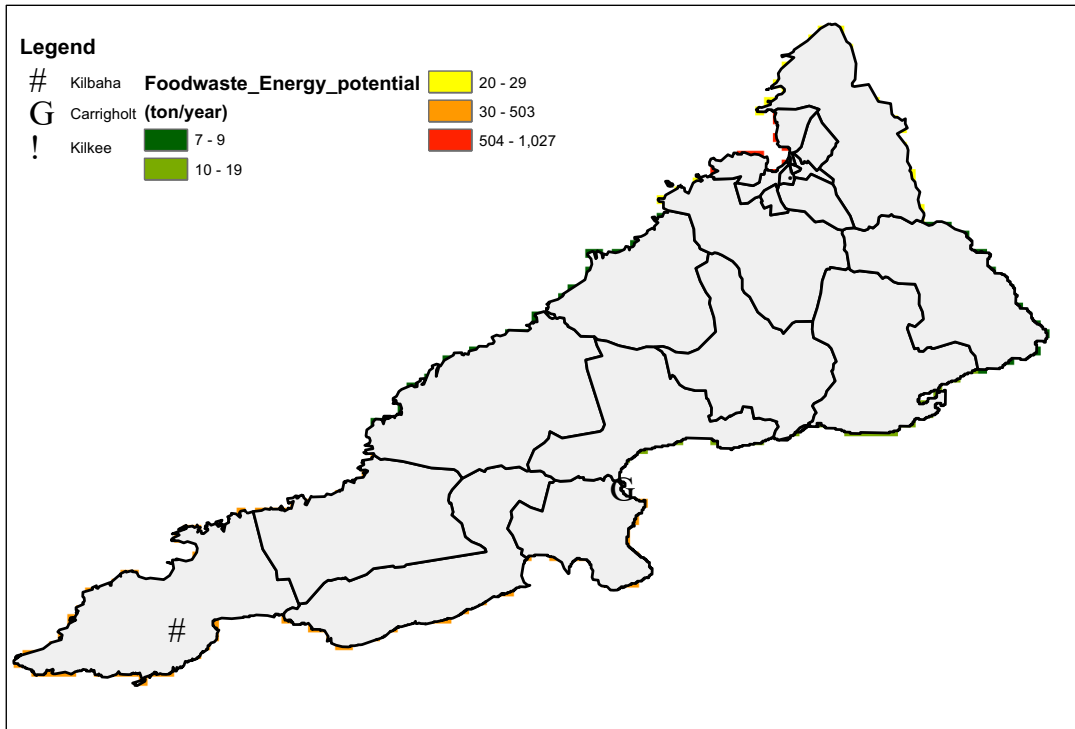 Legend
# Kilbaha
G Carrigholt
! Kilkee
Foodwaste_Energy_potential
(ton/year)
7 - 9
10 - 19
20 - 29
30 - 503
504 - 1,027
G
#